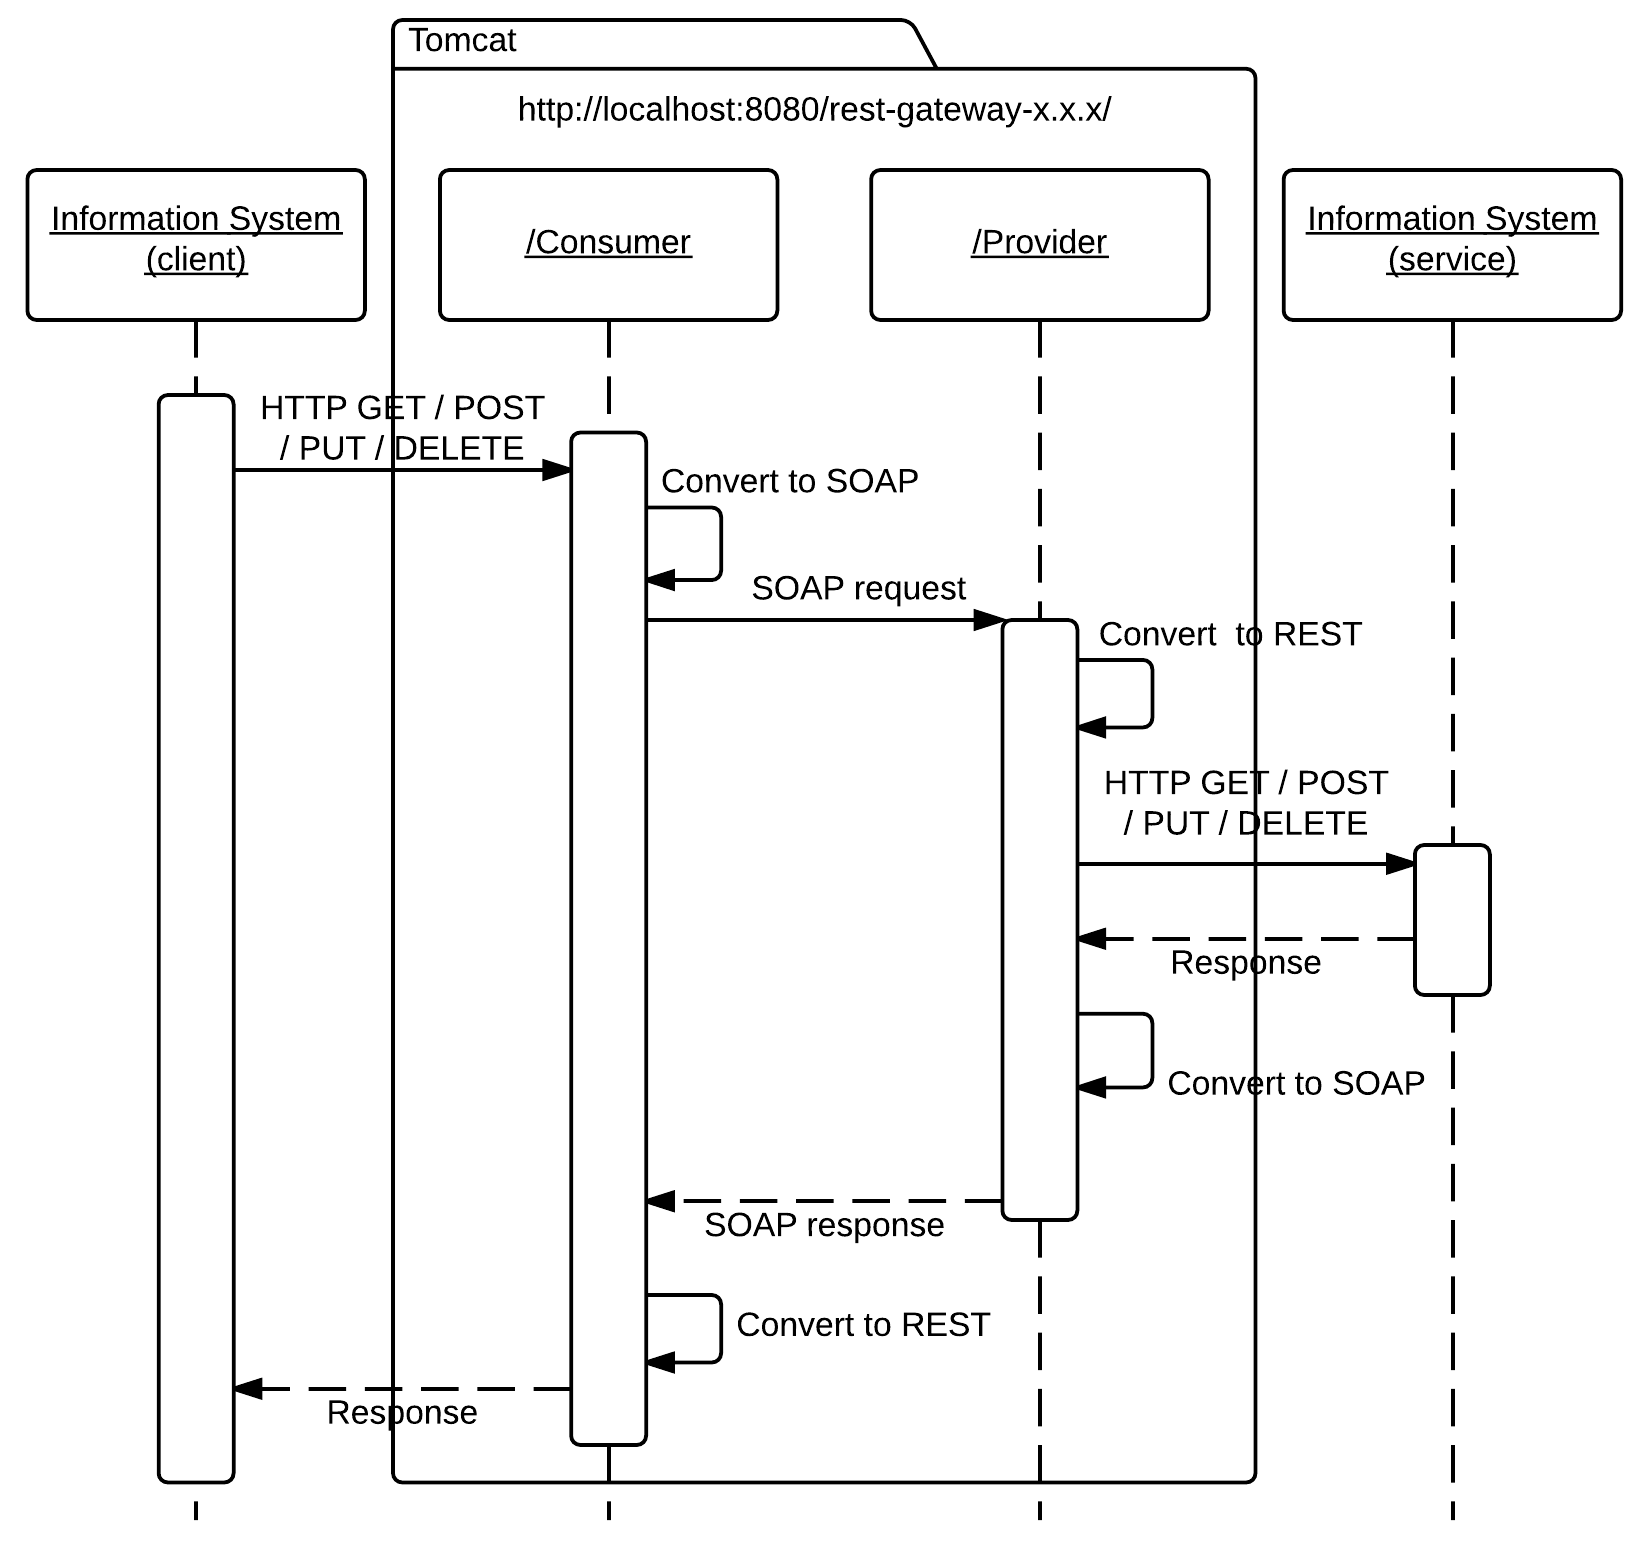 Tomcat
http://localhost:8080/rest-gateway-x.x.x/
Information System
(client)
/Consumer
/Provider
Information System
(service)
HTTP GET / POST
/ PUT / DELETE
Convert to SOAP
SOAP request
Convert  to REST
HTTP GET / POST
/ PUT / DELETE
Response
Convert to SOAP
SOAP response
Convert to REST
Response